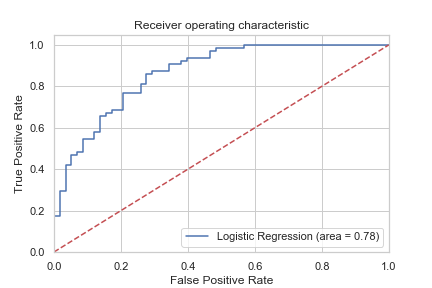 Receiver operating characteristic
1.0
0.8
0.6
0.4
0.2
0.0
True Positive Rate
Logistic Regression (area = 0.78)
0.0 0.2 0.4 0.6 0.8 1.0
False Positive Rate